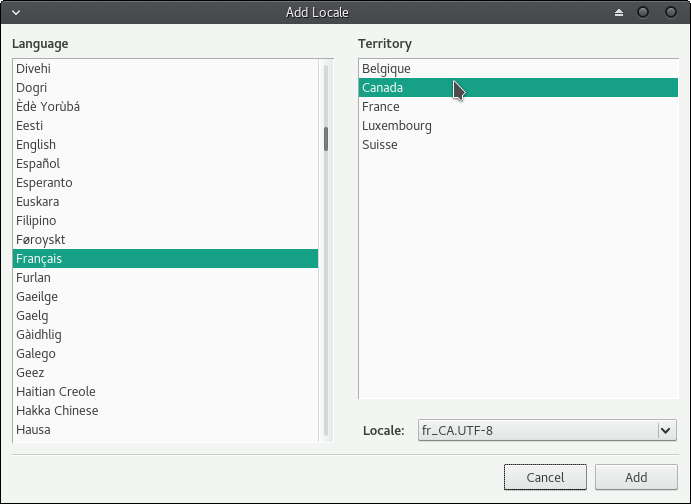 Add Locale
Language
Divehi
Dogri
Èdè Yorùbá
Eesti
English
Español
Esperanto
Euskara
Filipino
Føroyskt
Français
Furlan
Gaeilge
Gaelg
Gàidhlig
Galego
Geez
Haitian Creole
Hakka Chinese
Hausa
Territory
Belgique
Canada
France
Luxembourg
Suisse
Locale: fr_CA.UTF-8
Cancel Add